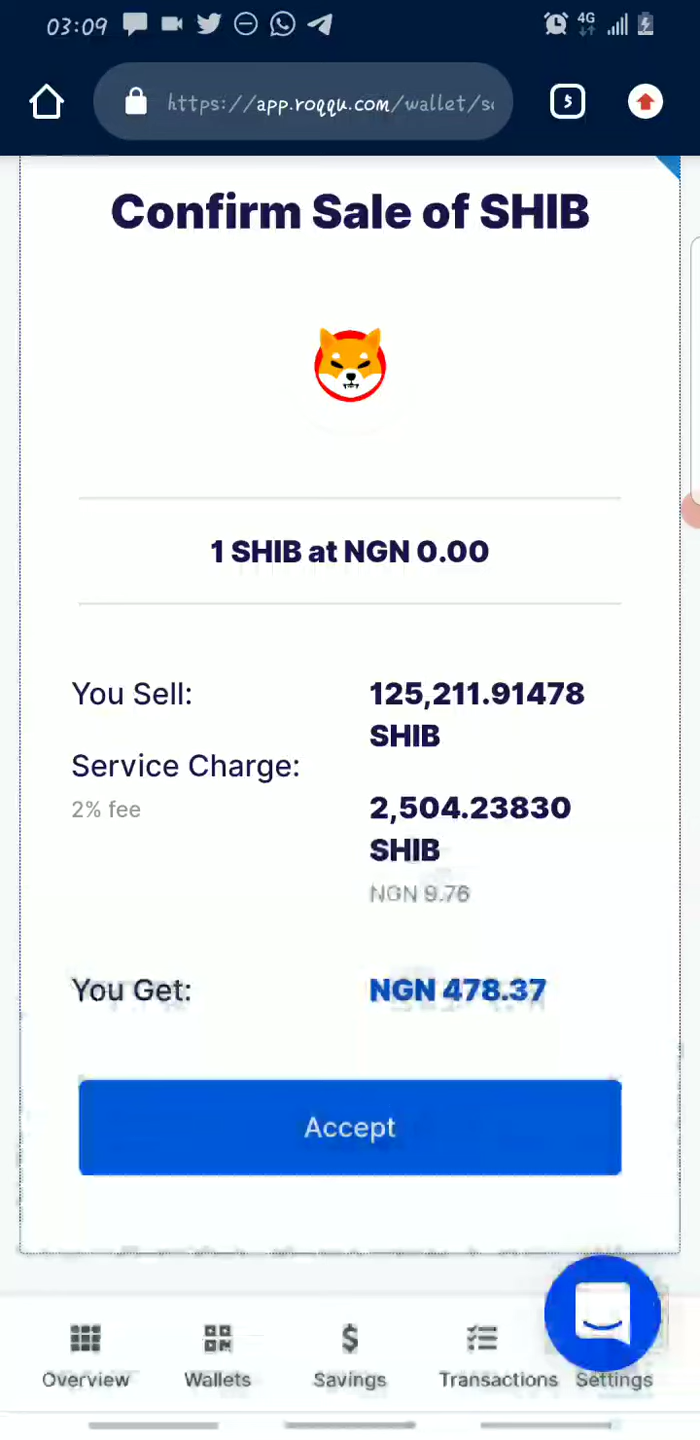 03:09
4G
https://app.roqqu.com/wallet/s
Confirm Sale of SHIB
1 SHIB at NGN 0.00
You Sell:
125,211.91478
SHIB
Service Charge:
2% fee
2,504.23830
SHIB
NGN 9.76
You Get:
NGN 478.37
Accept
Overview
Wallets
Savings
Transactions
Settings